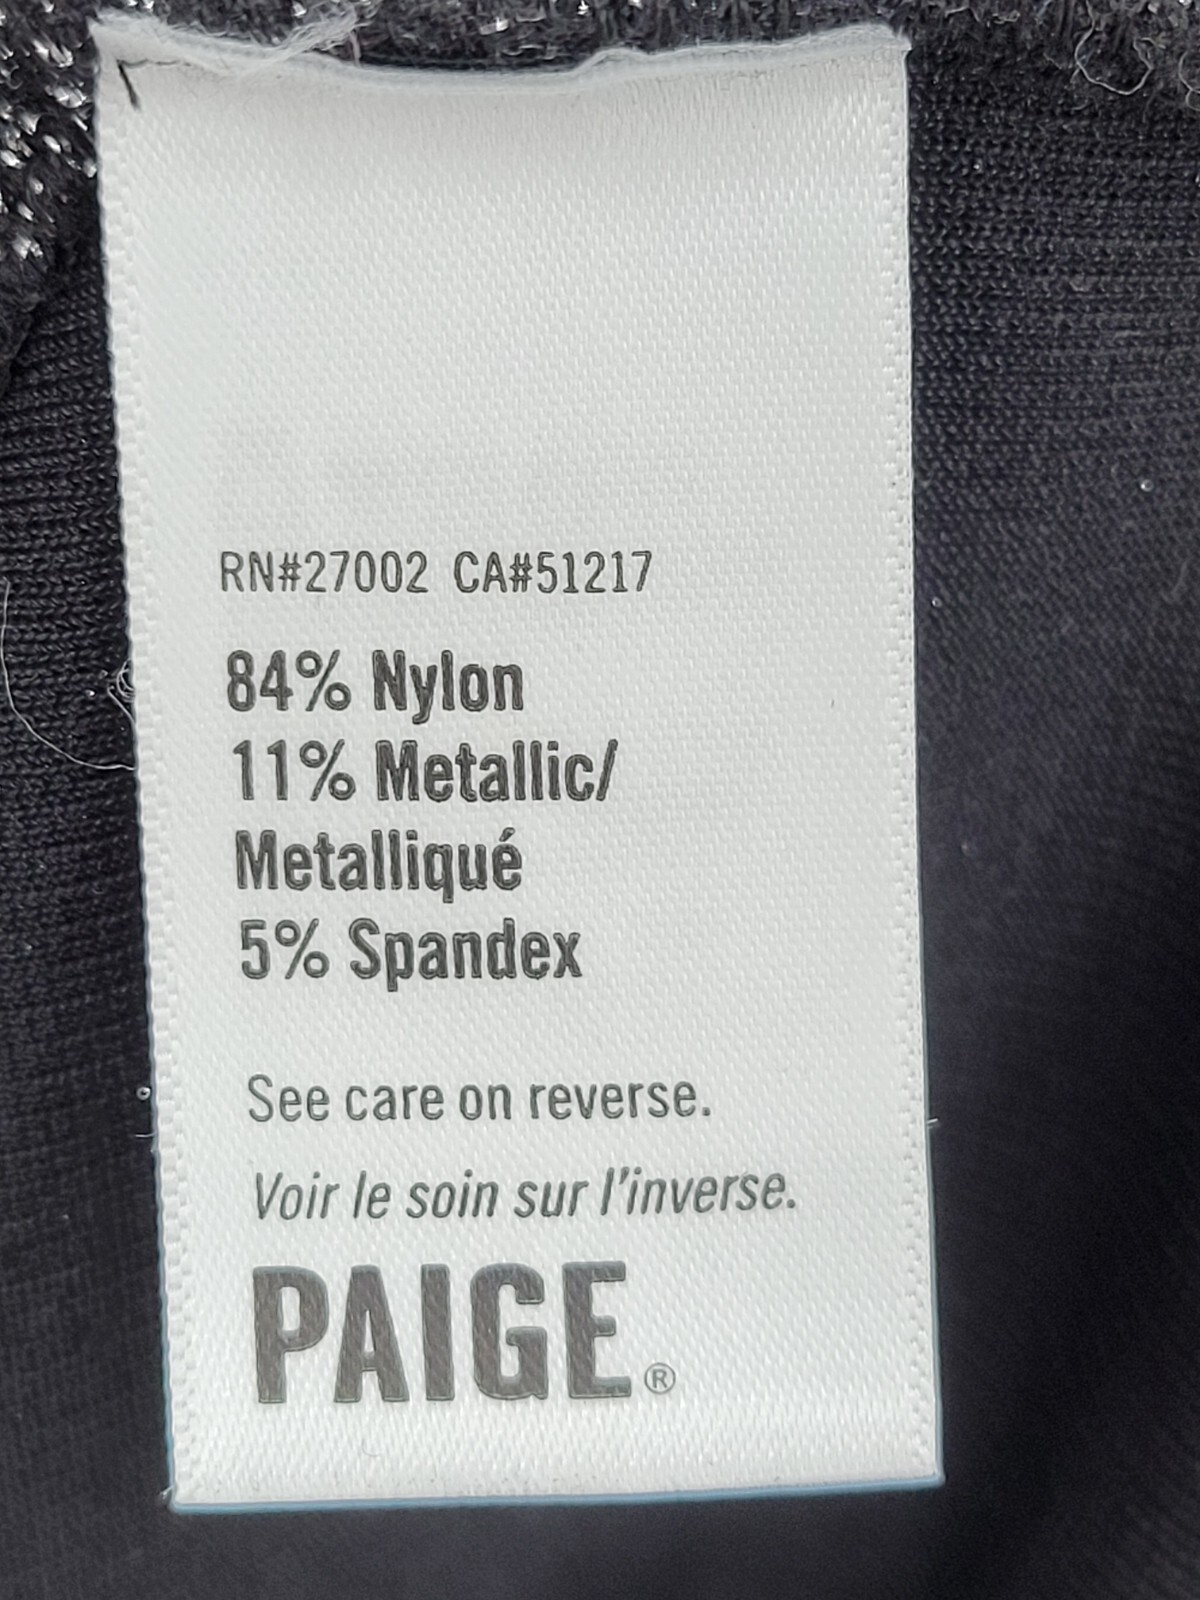 RN#27002 CA#51217
84% Nylon
11% Metallic/
Metalliqué
5% Spandex
See care on reverse.
Voir le soin sur l'inverse.
PAIGE®